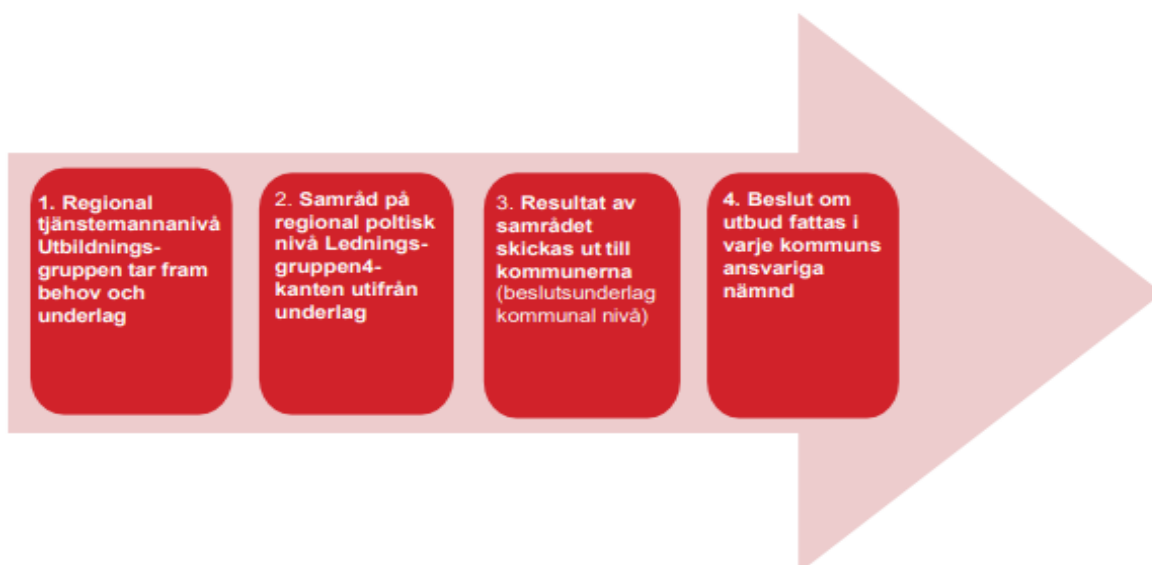 1. Regional
tjänstemannanivå
Utbildnings-
gruppen tar fram
behov och
underlag
2. Samråd på
regional poltisk
nivå Lednings-
gruppen4-
kanten utifrån
underlag
3. Resultat av
samrådet
skickas ut till
kommunerna
(beslutsunderlag
kommunal nivå)
4. Beslut om
utbud fattas i
varje kommuns
ansvariga
nämnd